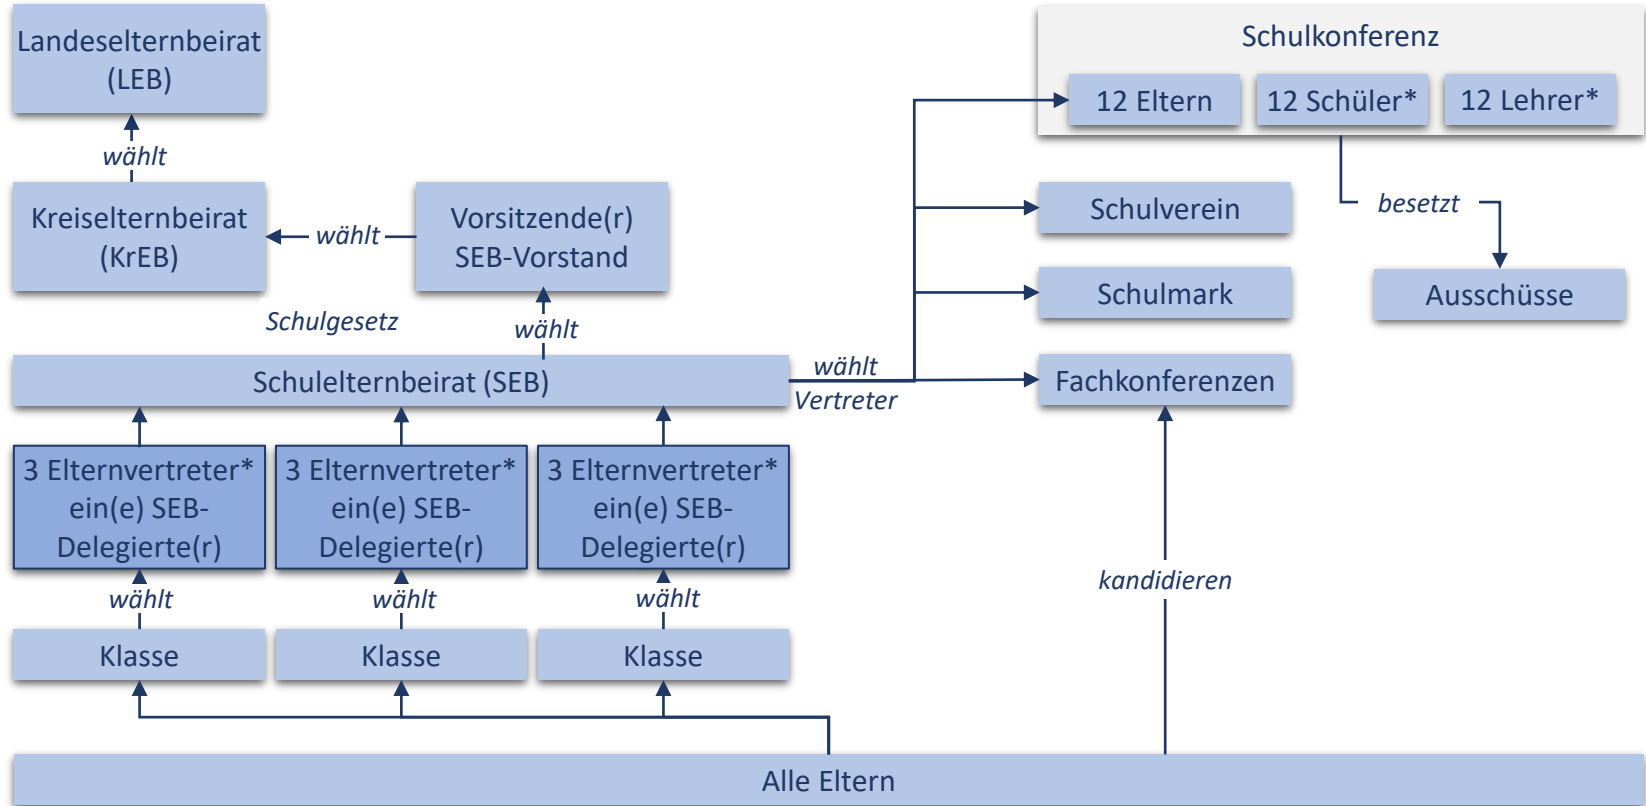 Landeselternbeirat
(LEB)
wählt
Kreiselternbeirat
(KrEB)
wählt
Vorsitzende(r)
SEB-Vorstand
Schulgesetz
wählt
Schulelternbeirat (SEB)
wählt
Vertreter
Schulkonferenz
12 Eltern
12 Schüler*
12 Lehrer*
Schulverein
besetzt
Schulmark
Ausschüsse
Fachkonferenzen
3 Elternvertreter*
ein(e) SEB-
Delegierte(r)
3 Elternvertreter*
ein(e) SEB-
Delegierte(r)
3 Elternvertreter*
ein(e) SEB-
Delegierte(r)
wählt
wählt
wählt
kandidieren
Klasse
Klasse
Klasse
Alle Eltern